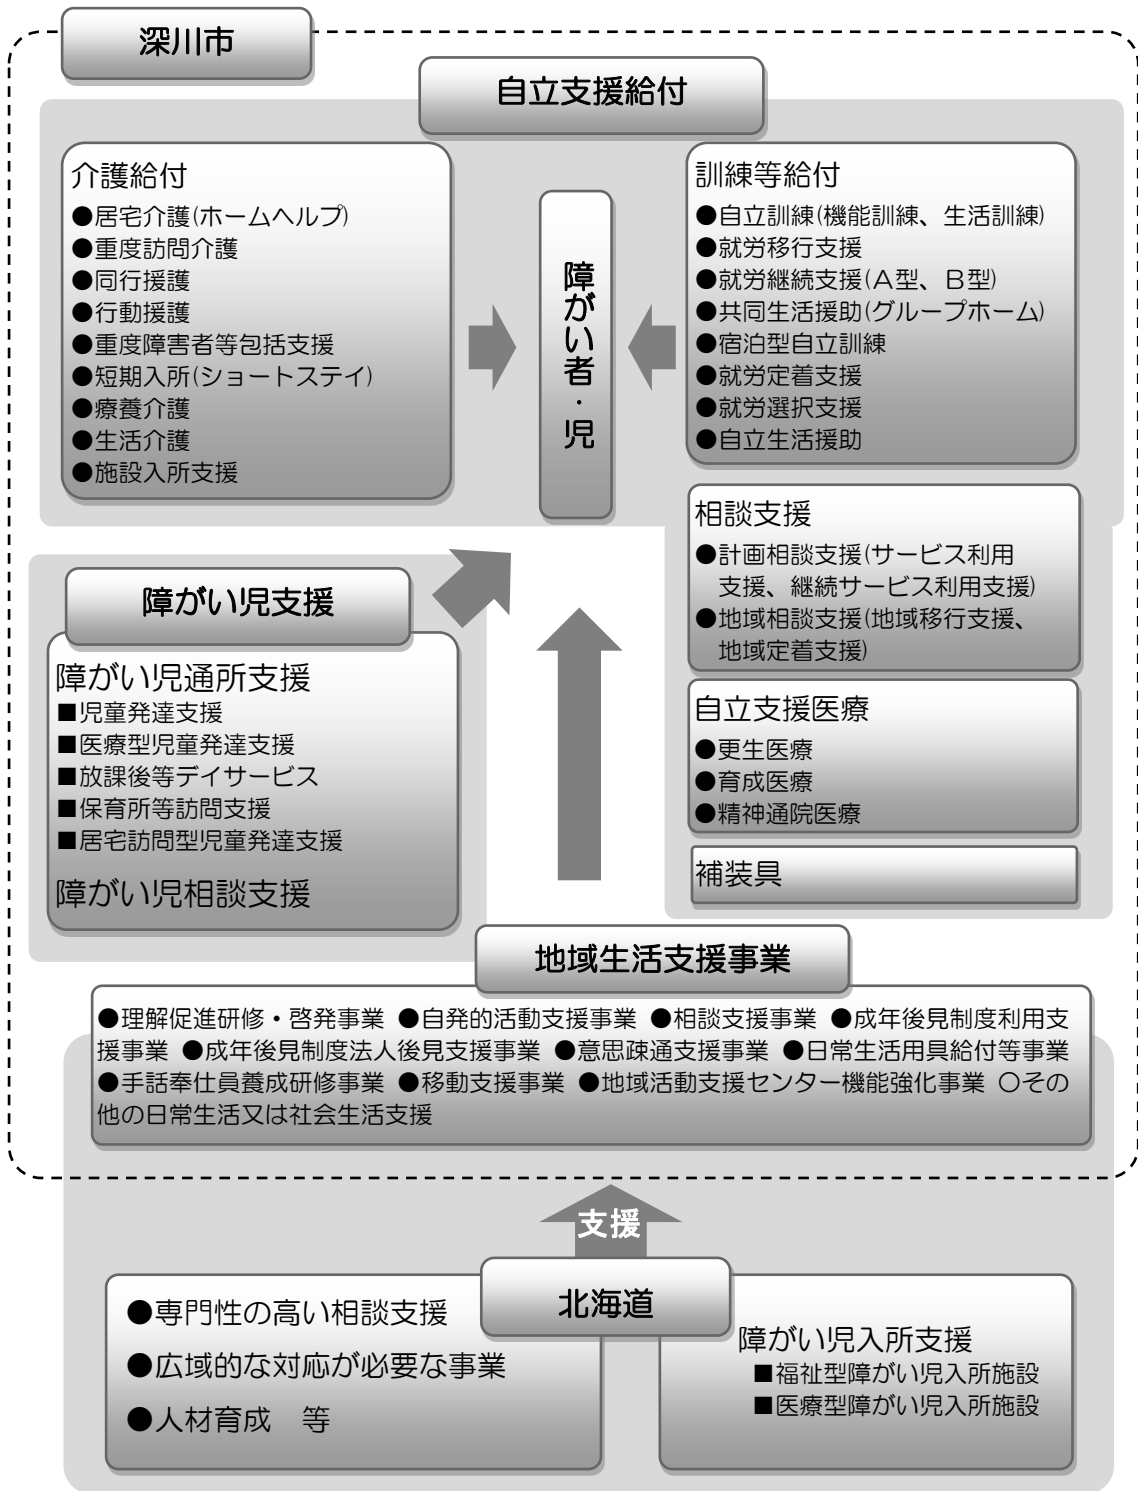 深川市
自立支援給付
介護給付
●居宅介護(ホームヘルプ)
●重度訪問介護
●同行援護
●行動援護
●重度障害者等包括支援
●短期入所(ショートステイ)
●療養介護
●生活介護
●施設入所支援
障がい者・児
訓練等給付
●自立訓練(機能訓練、生活訓練)
●就労移行支援
●就労継続支援(A型、B型)
●共同生活援助(グループホーム)
●宿泊型自立訓練
●就労定着支援
●就労選択支援
●自立生活援助
相談支援
●計画相談支援(サービス利用
支援、継続サービス利用支援)
●地域相談支援(地域移行支援、
地域定着支援)
自立支援医療
●更生医療
●育成医療
●精神通院医療
補装具
障がい児支援
障がい児通所支援
■児童発達支援
■医療型児童発達支援
■放課後等デイサービス
■保育所等訪問支援
■居宅訪問型児童発達支援
障がい児相談支援
地域生活支援事業
●理解促進研修・啓発事業 ●自発的活動支援事業 ●相談支援事業 ●成年後見制度利用支
援事業 ●成年後見制度法人後見支援事業 ●意思疎通支援事業 ●日常生活用具給付等事業
●手話奉仕員養成研修事業 ●移動支援事業 ●地域活動支援センター機能強化事業 〇その
他の日常生活又は社会生活支援
支援
北海道
●専門性の高い相談支援
●広域的な対応が必要な事業
●人材育成 等
障がい児入所支援
■福祉型障がい児入所施設
■医療型障がい児入所施設